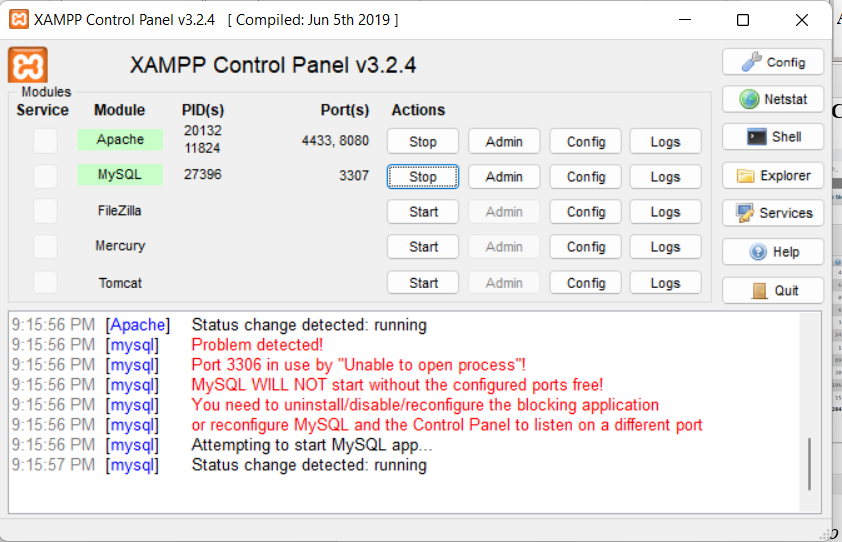 XAMPP Control Panel v3.2.4 [ Compiled: Jun 5th 2019 ]
XAMPP Control Panel v3.2.4
Config
Modules
Service Module PID(s) Port(s) Actions
Netstat
Apache 20132 11824 4433, 8080 Stop Admin Config Logs
Shell
MySQL 27396 3307 Stop Admin Config Logs
Explorer
FileZilla Start Admin Config Logs
Services
Mercury Start Admin Config Logs
Help
Tomcat Start Admin Config Logs
Quit
9:15:56 PM [Apache] Status change detected: running
9:15:56 PM [mysql] Problem detected!
9:15:56 PM [mysql] Port 3306 in use by "Unable to open process"!
9:15:56 PM [mysql] MySQL WILL NOT start without the configured ports free!
9:15:56 PM [mysql] You need to uninstall/disable/reconfigure the blocking application
9:15:56 PM [mysql] or reconfigure MySQL and the Control Panel to listen on a different port
9:15:56 PM [mysql] Attempting to start MySQL app...
9:15:57 PM [mysql] Status change detected: running